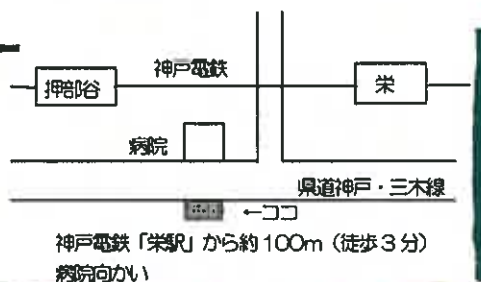 神戸電鉄
押部谷
栄
病院
県道神戸・三木線
←ココ
神戸電鉄「栄駅」から約100m（徒歩3分）
病院向かい